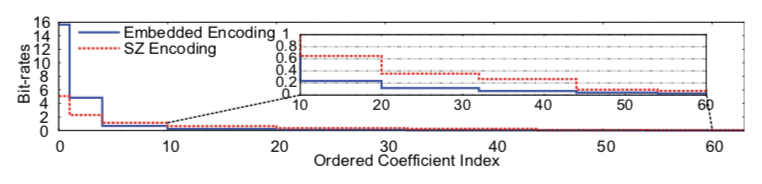 16
14
12
10
8
6
4
2
0
Bit-rates
Embedded Encoding
SZ Encoding
1
0.8
0.6
0.4
0.2
0
10 20 30 40 50 60
0 10 20 30 40 50 60
Ordered Coefficient Index